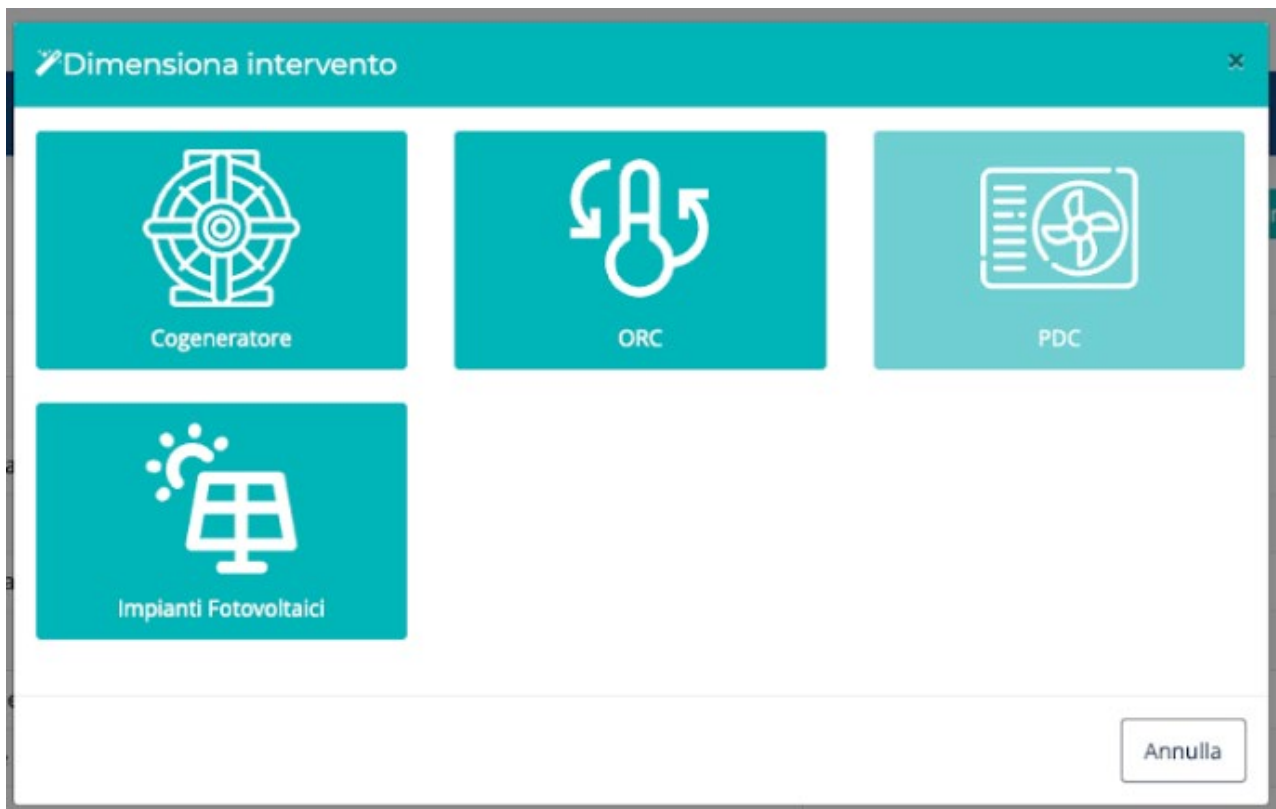 Dimensiona intervento
Cogeneratore
ORC
PDC
Impianti Fotovoltaici
Annulla